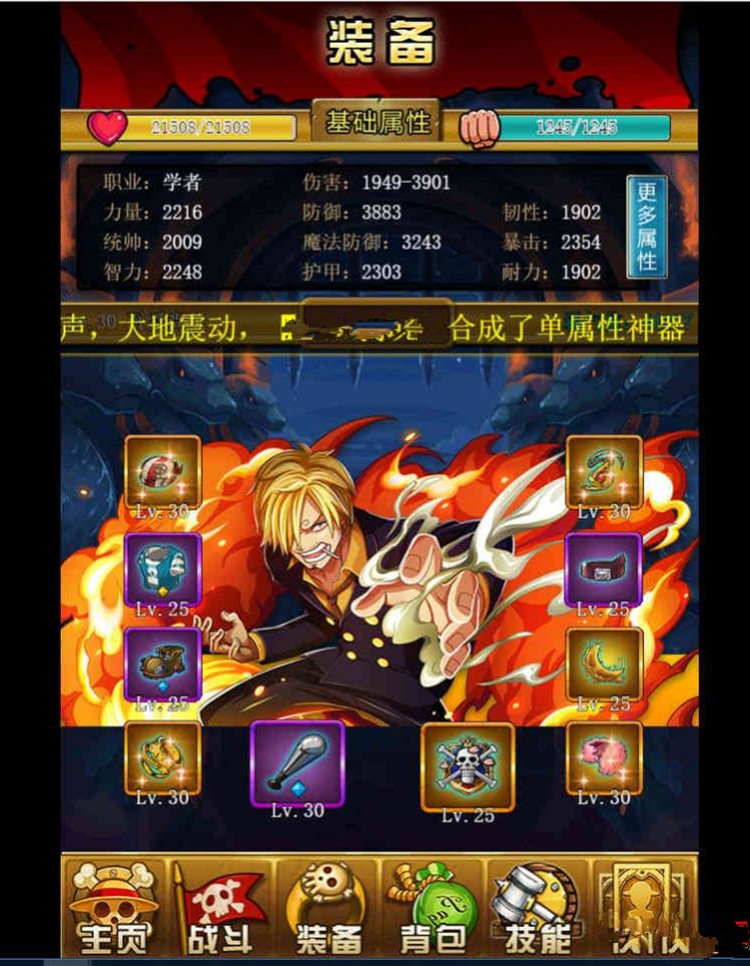 装备
21508/21508
基础属性
1245/1245
职业：学者
伤害：1949-3901
力量：2216
防御：3883
韧性：1902
统帅：2009
魔法防御：3243
暴击：2354
智力：2248
护甲：2303
耐力：1902
更多属性
声，大地震动，
合成了单属性神器
Lv.30
Lv.30
Lv.25
Lv.25
Lv.25
Lv.25
Lv.30
Lv.30
Lv.25
Lv.30
主页
战斗
装备
背包
技能